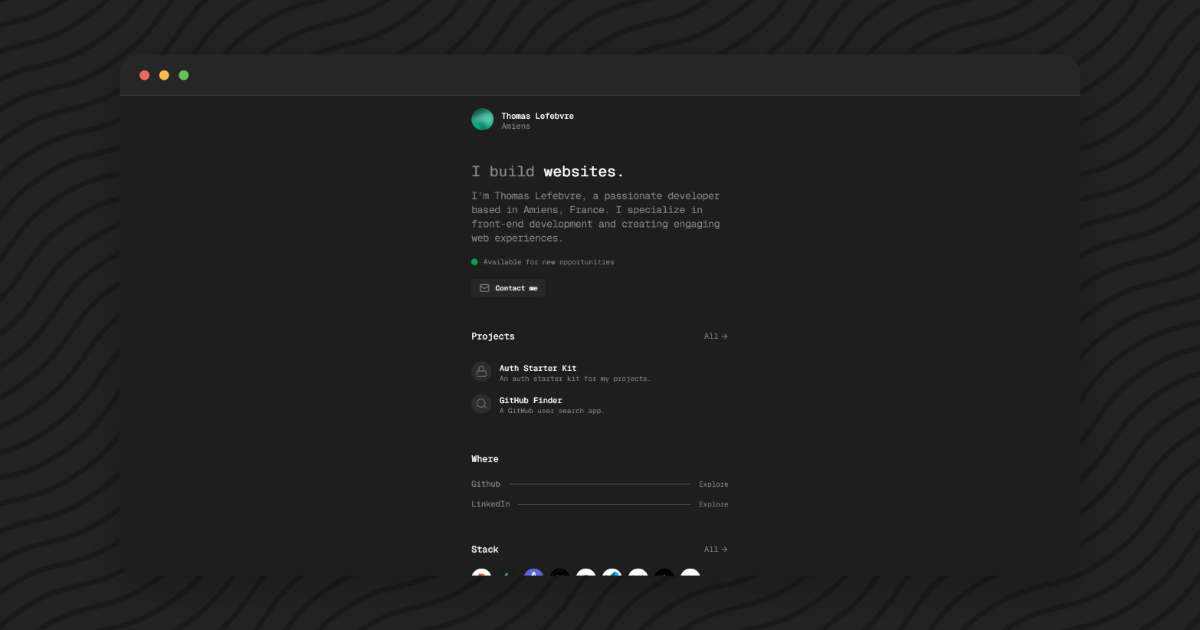 Thomas Lefebvre
Amiens
I build websites.
I'm Thomas Lefebvre, a passionate developer
based in Amiens, France. I specialize in
front-end development and creating engaging
web experiences.
Available for new opportunities
Contact me
Projects All →
Auth Starter Kit
An auth starter kit for my projects.
GitHub Finder
A GitHub user search app.
Where
Github Explore
LinkedIn Explore
Stack All →